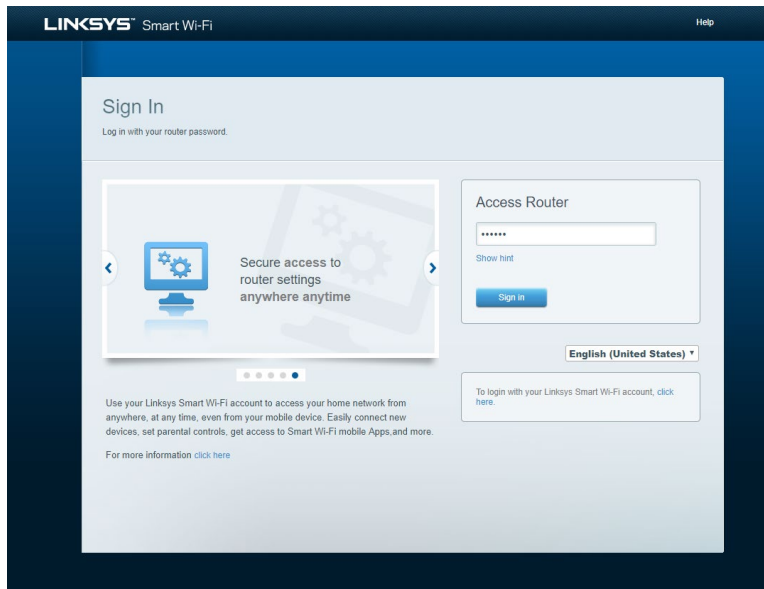 LINKSYS™ Smart Wi-Fi
Help
Sign In
Log in with your router password.
Secure access to
router settings
anywhere anytime
Use your Linksys Smart Wi-Fi account to access your home network from
anywhere, at any time, even from your mobile device. Easily connect new
devices, set parental controls, get access to Smart Wi-Fi mobile Apps,and more.
For more information click here
Access Router
••••••
Show hint
Sign in
English (United States)
To login with your Linksys Smart Wi-Fi account, click
here.